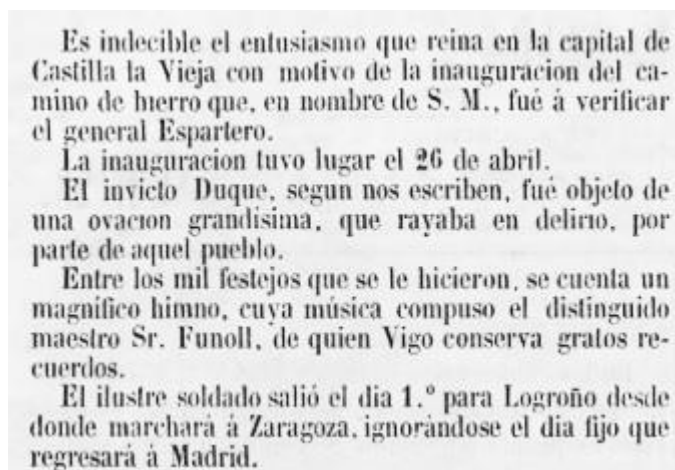 Es indecible el entusiasmo que reina en la capital de
Castilla la Vieja con motivo de la inauguracion del ca-
mino de hierro que, en nombre de S. M., fué á verificar
el general Espartero.
La inauguracion tuvo lugar el 26 de abril.
El invicto Duque, segun nos escriben, fué objeto de
una ovacion grandisima, que rayaba en delirio, por
parte de aquel pueblo.
Entre los mil festejos que se le hicieron, se cuenta un
magnifico himno, cuya música compuso el distinguido
maestro Sr. Funoll, de quien Vigo conserva gratos re-
cuerdos.
El ilustre soldado salió el dia 1.º para Logroño desde
donde marchará á Zaragoza, ignorándose el dia fijo que
regresará á Madrid.